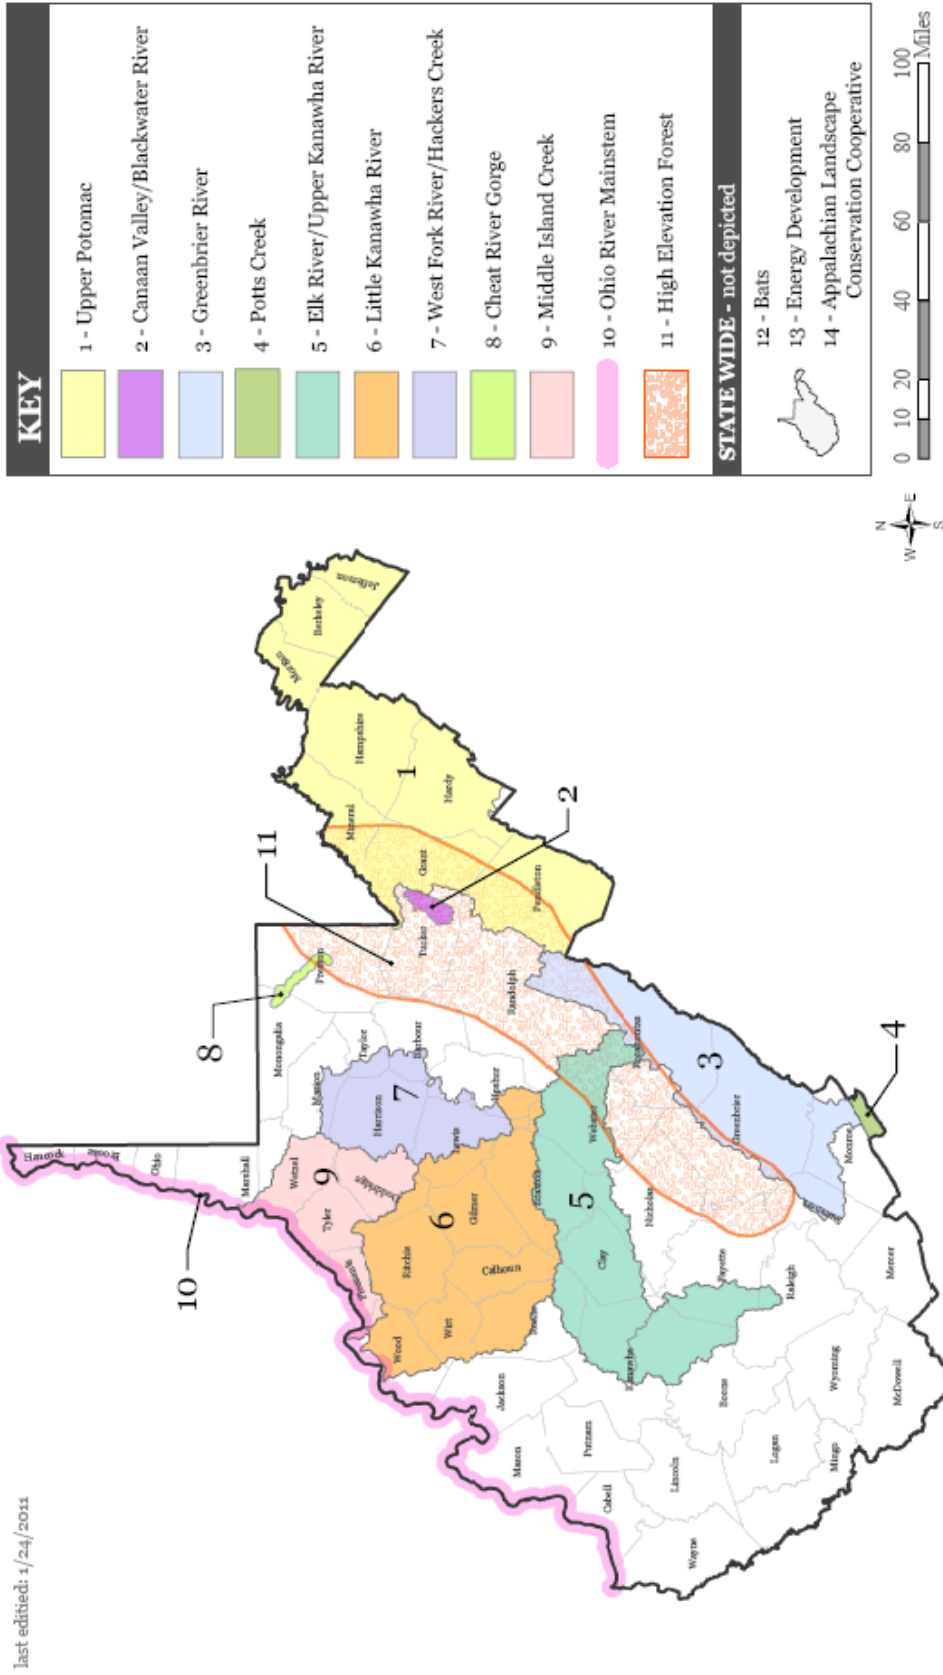 last editied: 1/24/2011
KEY
1 - Upper Potomac
2 - Canaan Valley/Blackwater River
3 - Greenbrier River
4 - Potts Creek
5 - Elk River/Upper Kanawha River
6 - Little Kanawha River
7 - West Fork River/Hackers Creek
8 - Cheat River Gorge
9 - Middle Island Creek
10 - Ohio River Mainstem
11 - High Elevation Forest
STATE WIDE - not depicted
12 - Bats
13 - Energy Development
14 - Appalachian Landscape
Conservation Cooperative
0 10 20 40 60 80 100
Miles
N
W E
S
Hancock
Brooke
Ohio
Marshall
10
Wetzel
Tyler
9
Doddridge
Pleasants
Monongalia
Marion
8
Preston
11
Taylor
Harrison
7
Barbour
Lewis
Upshur
Wood
Ritchie
Wirt
6
Gilmer
Calhoun
Roane
Braxton
Jackson
Mason
Putnam
Cabell
Kanawha
Clay
5
Webster
Nicholas
Tucker
Randolph
Grant
Mineral
Hampshire
1
Hardy
2
Pendleton
Morgan
Berkeley
Jefferson
Pocahontas
3
Greenbrier
Monroe
4
Summers
Fayette
Raleigh
Mercer
Wyoming
McDowell
Boone
Logan
Mingo
Lincoln
Wayne